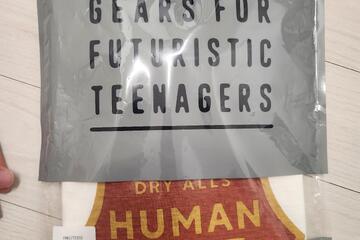 GEARS FOR
FUTURISTIC
TEENAGERS
DRY ALLS
HUMAN